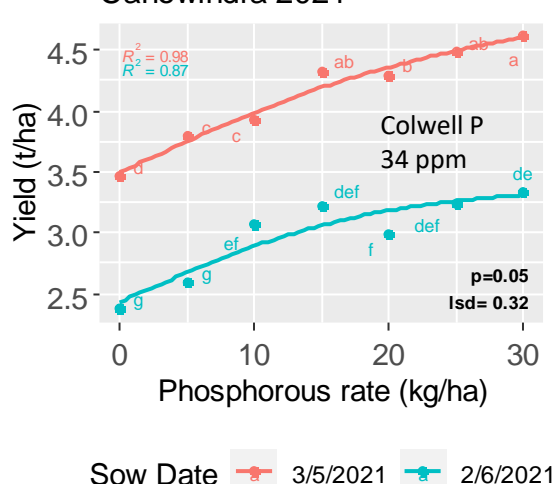 Canowindra 2021
R² = 0.98
R² = 0.87
4.5
4.0
3.5
3.0
2.5
Yield (t/ha)
d
c
c
ab
b
ab
a
Colwell P
34 ppm
g
g
ef
def
f
def
de
p=0.05
lsd= 0.32
0
10
20
30
Phosphorous rate (kg/ha)
Sow Date a 3/5/2021 a 2/6/2021